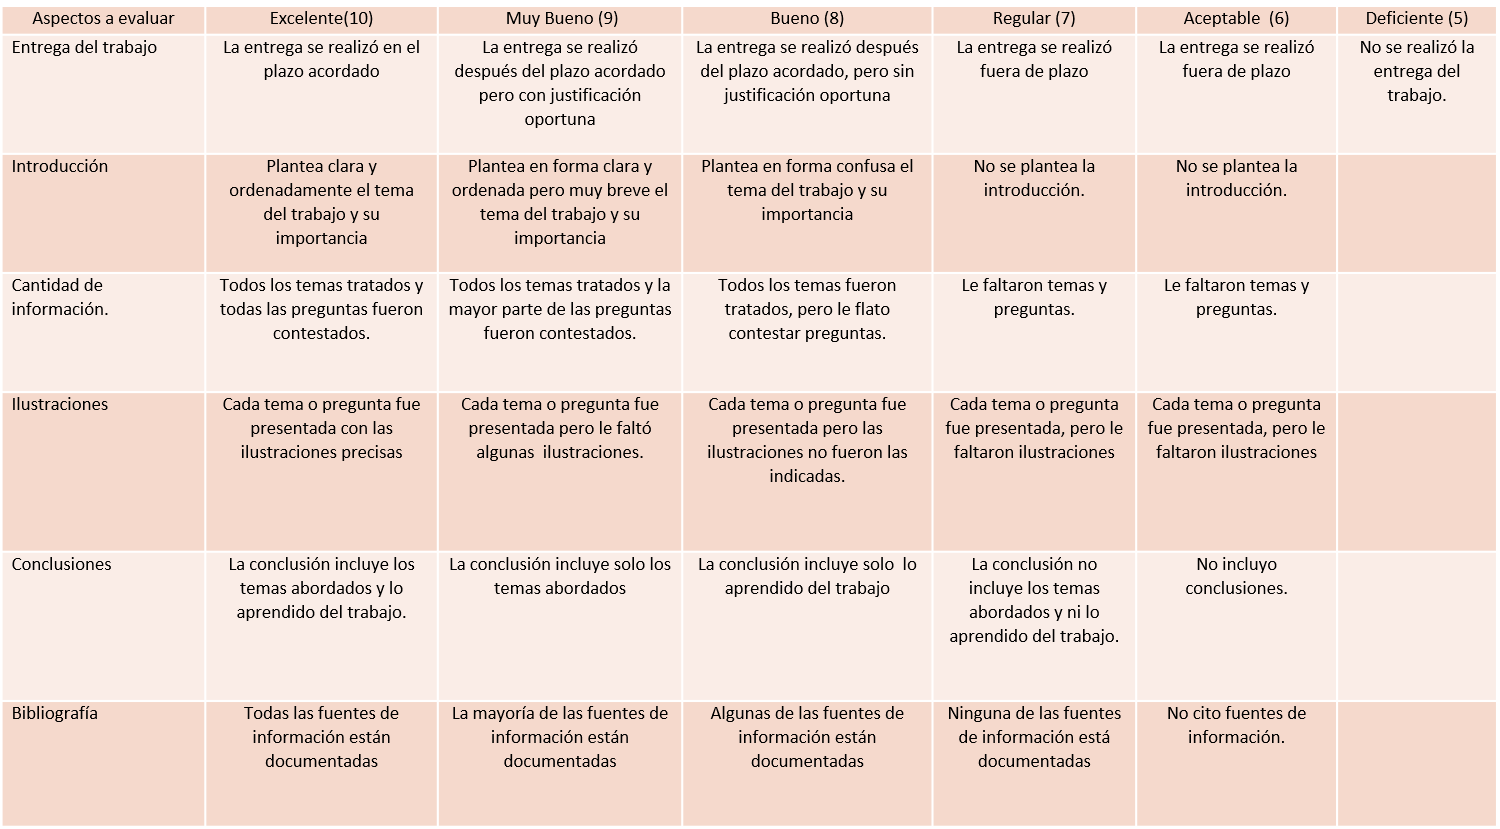 Aspectos a evaluar
Excelente(10)
Muy Bueno (9)
Bueno (8)
Regular (7)
Aceptable  (6)
Deficiente (5)
Entrega del trabajo
La entrega se realizó en el
plazo acordado
La entrega se realizó
después del plazo acordado
pero con justificación
oportuna
La entrega se realizó después
del plazo acordado, pero sin
justificación oportuna
La entrega se realizó
fuera de plazo
La entrega se realizó
fuera de plazo
No se realizó la
entrega del
trabajo.
Introducción
Plantea clara y
ordenadamente el tema
del trabajo y su
importancia
Plantea en forma clara y
ordenada pero muy breve el
tema del trabajo y su
importancia
Plantea en forma confusa el
tema del trabajo y su
importancia
No se plantea la
introducción.
No se plantea la
introducción.
Cantidad de
información.
Todos los temas tratados y
todas las preguntas fueron
contestados.
Todos los temas tratados y la
mayor parte de las preguntas
fueron contestados.
Todos los temas fueron
tratados, pero le flato
contestar preguntas.
Le faltaron temas y
preguntas.
Le faltaron temas y
preguntas.
Ilustraciones
Cada tema o pregunta fue
presentada con las
ilustraciones precisas
Cada tema o pregunta fue
presentada pero le faltó
algunas  ilustraciones.
Cada tema o pregunta fue
presentada pero las
ilustraciones no fueron las
indicadas.
Cada tema o pregunta
fue presentada, pero le
faltaron ilustraciones
Cada tema o pregunta
fue presentada, pero le
faltaron ilustraciones
Conclusiones
La conclusión incluye los
temas abordados y lo
aprendido del trabajo.
La conclusión incluye solo los
temas abordados
La conclusión incluye solo  lo
aprendido del trabajo
La conclusión no
incluye los temas
abordados y ni lo
aprendido del trabajo.
No incluyo
conclusiones.
Bibliografía
Todas las fuentes de
información están
documentadas
La mayoría de las fuentes de
información están
documentadas
Algunas de las fuentes de
información están
documentadas
Ninguna de las fuentes
de información está
documentadas
No cito fuentes de
información.